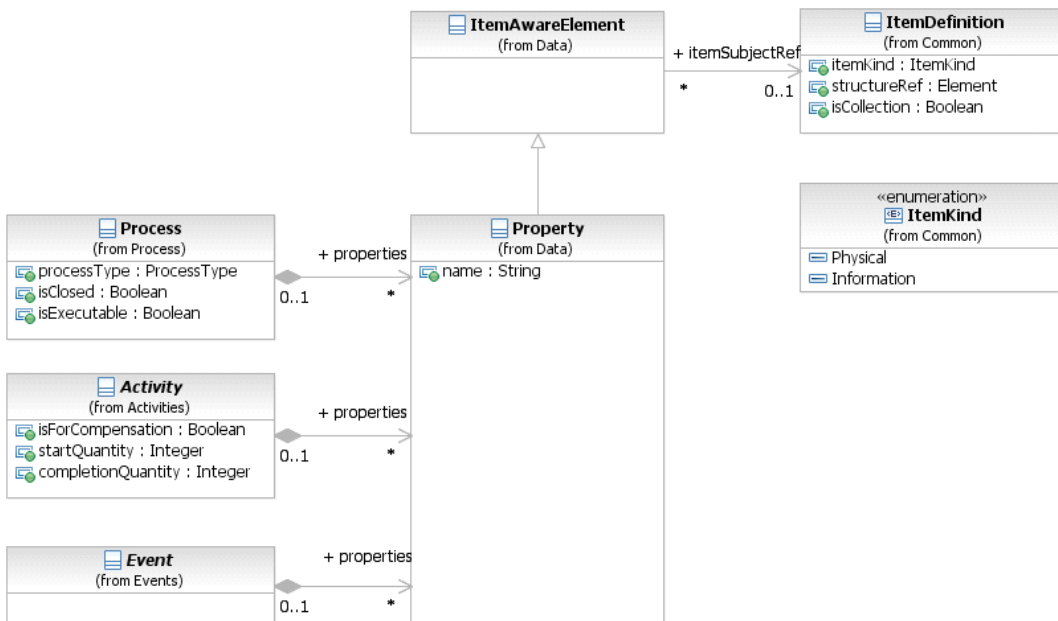 ItemAwareElement
(from Data)
+ itemSubjectRef
*
0..1
ItemDefinition
(from Common)
itemKind : ItemKind
structureRef : Element
isCollection : Boolean
«enumeration»
ItemKind
(from Common)
Physical
Information
Process
(from Process)
processType : ProcessType
isClosed : Boolean
isExecutable : Boolean
+ properties
0..1
*
Property
(from Data)
name : String
Activity
(from Activities)
isForCompensation : Boolean
startQuantity : Integer
completionQuantity : Integer
+ properties
0..1
*
Event
(from Events)
+ properties
0..1
*